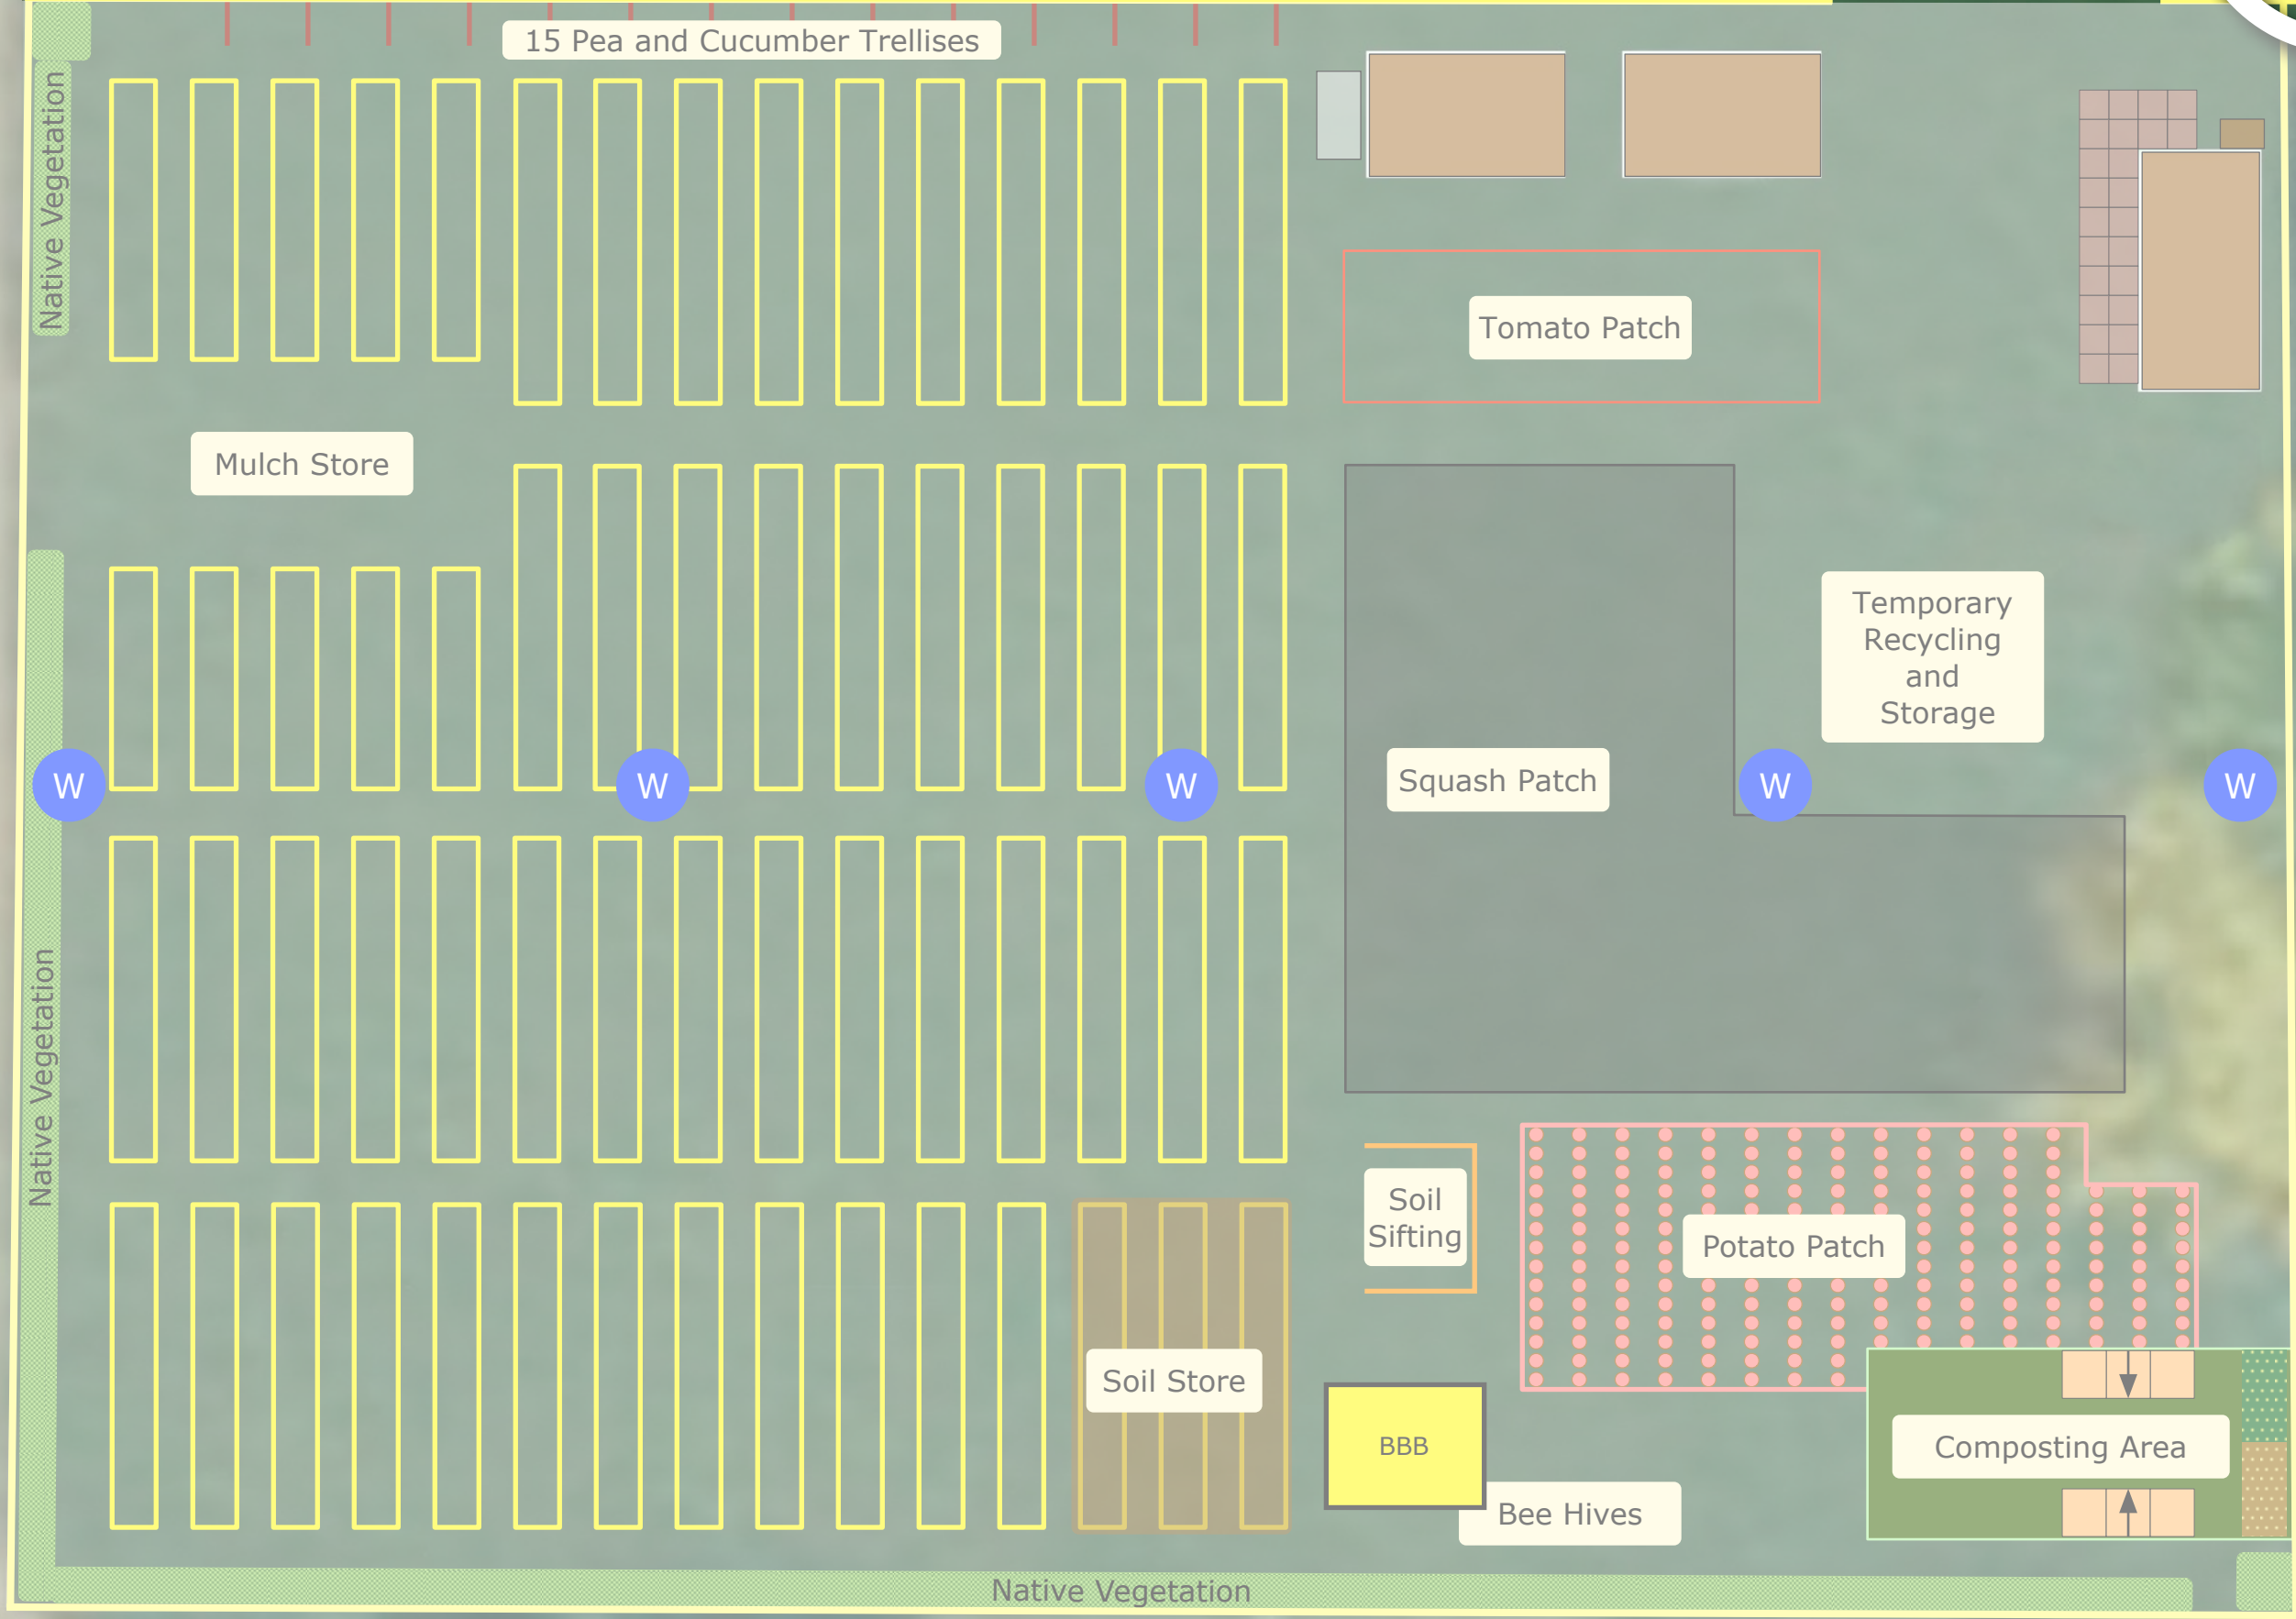 15 Pea and Cucumber Trellises
Native Vegetation
Tomato Patch
Mulch Store
Temporary
Recycling
and
Storage
Squash Patch
W
W
W
W
W
Native Vegetation
Soil
Sifting
Potato Patch
Soil Store
BBB
Composting Area
Bee Hives
Native Vegetation